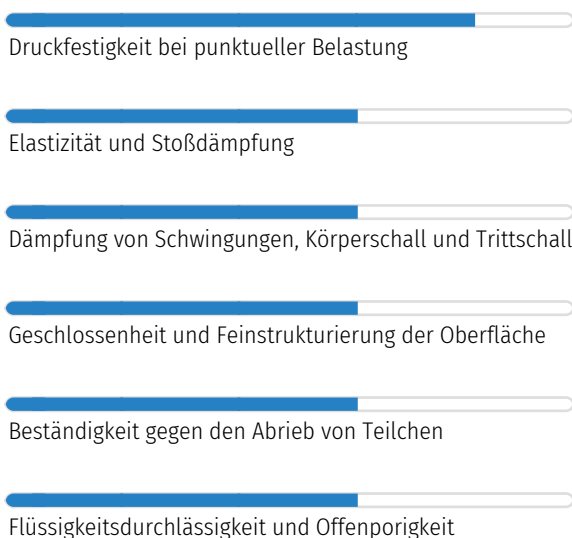 Druckfestigkeit bei punktueller Belastung
Elastizität und Stoßdämpfung
Dämpfung von Schwingungen, Körperschall und Trittschall
Geschlossenheit und Feinstrukturierung der Oberfläche
Beständigkeit gegen den Abrieb von Teilchen
Flüssigkeitsdurchlässigkeit und Offenporigkeit